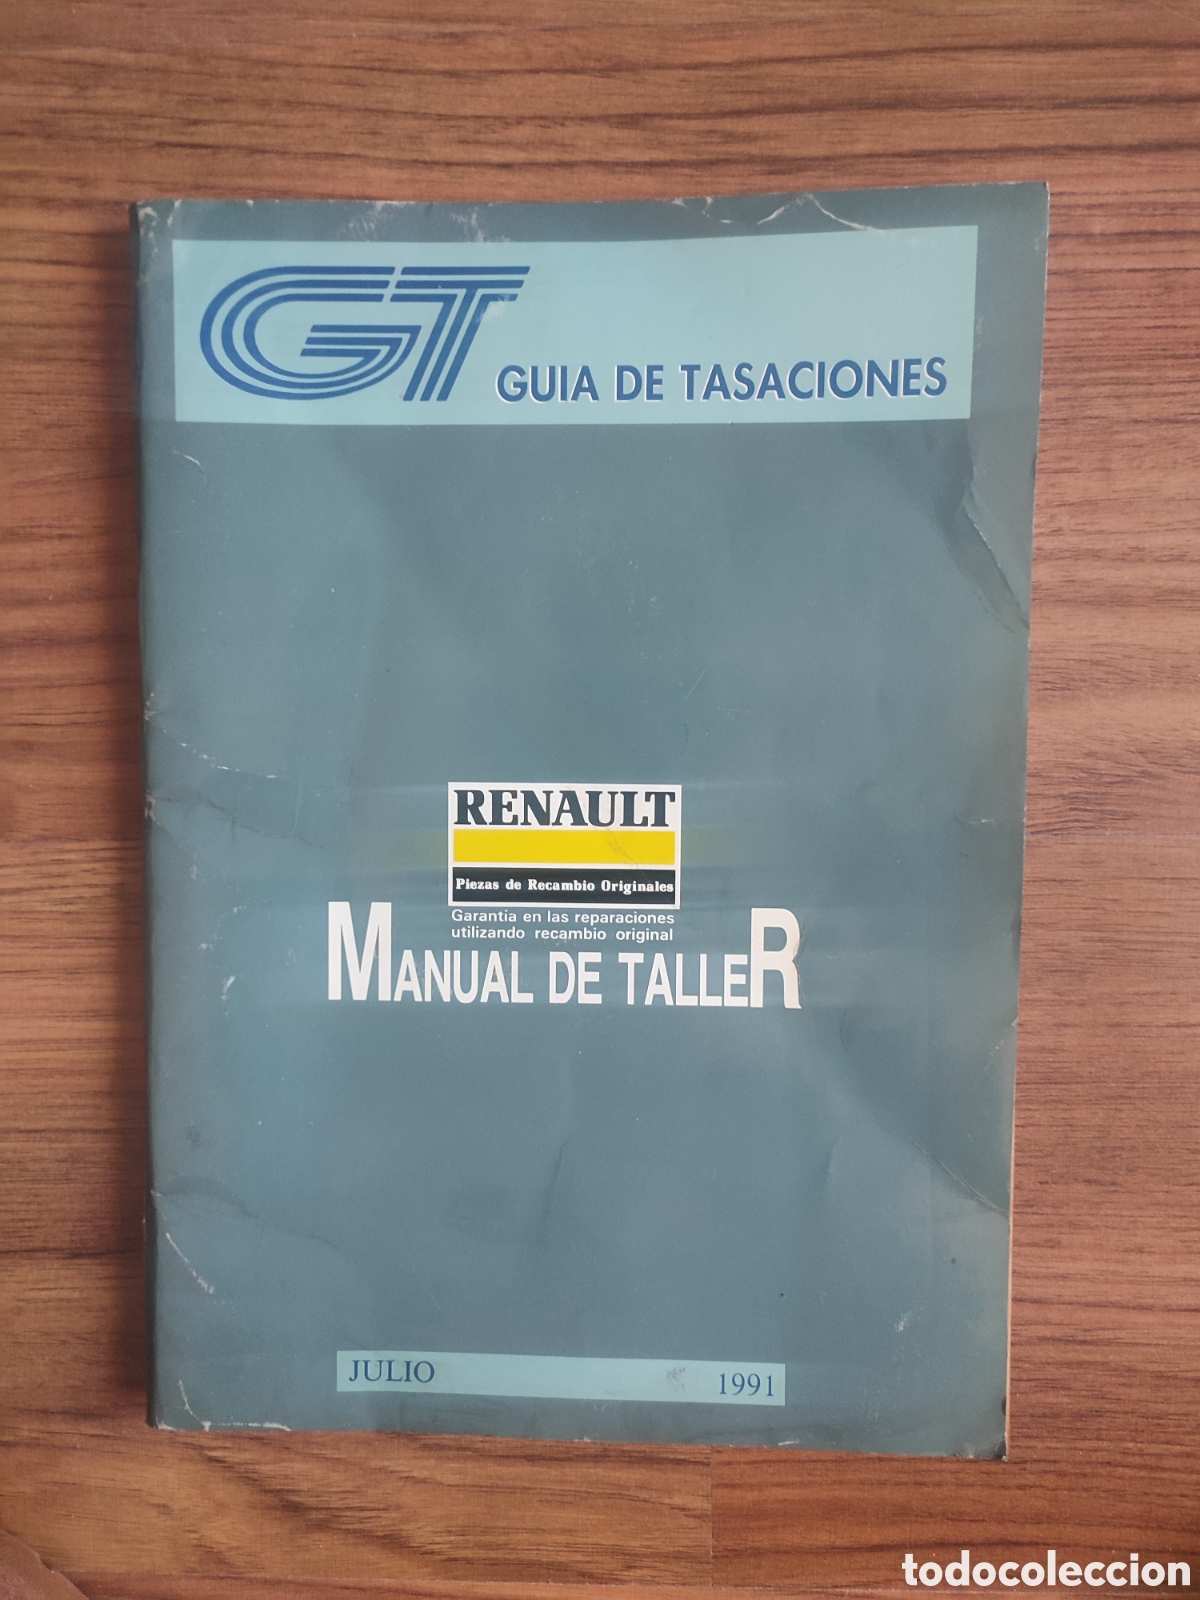 GT GUIA DE TASACIONES
RENAULT
Piezas de Recambio Originales
Garantia en las reparaciones
utilizando recambio original
MANUAL DE TALLER
JULIO 1991
todocoleccion